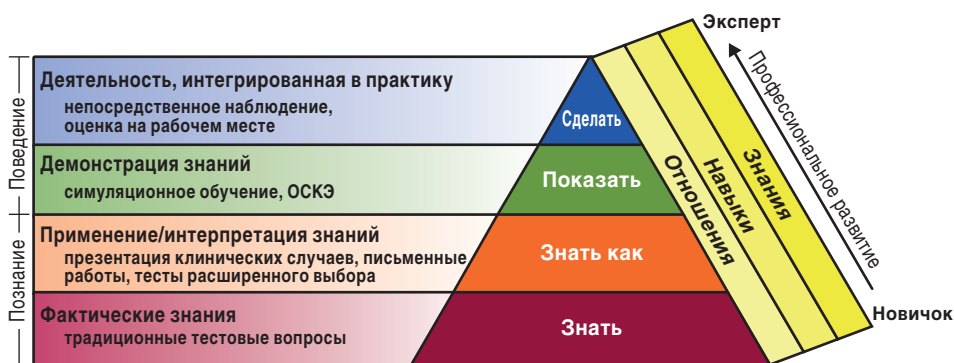 Эксперт
Деятельность, интегрированная в практику
непосредственное наблюдение,
оценка на рабочем месте
Сделать
Демонстрация знаний
симуляционное обучение, ОСКЭ
Показать
Применение/интерпретация знаний
презентация клинических случаев, письменные
работы, тесты расширенного выбора
Знать как
Фактические знания
традиционные тестовые вопросы
Знать
Поведение
Познание
Отношения
Навыки
Знания
Профессиональное развитие
Новичок